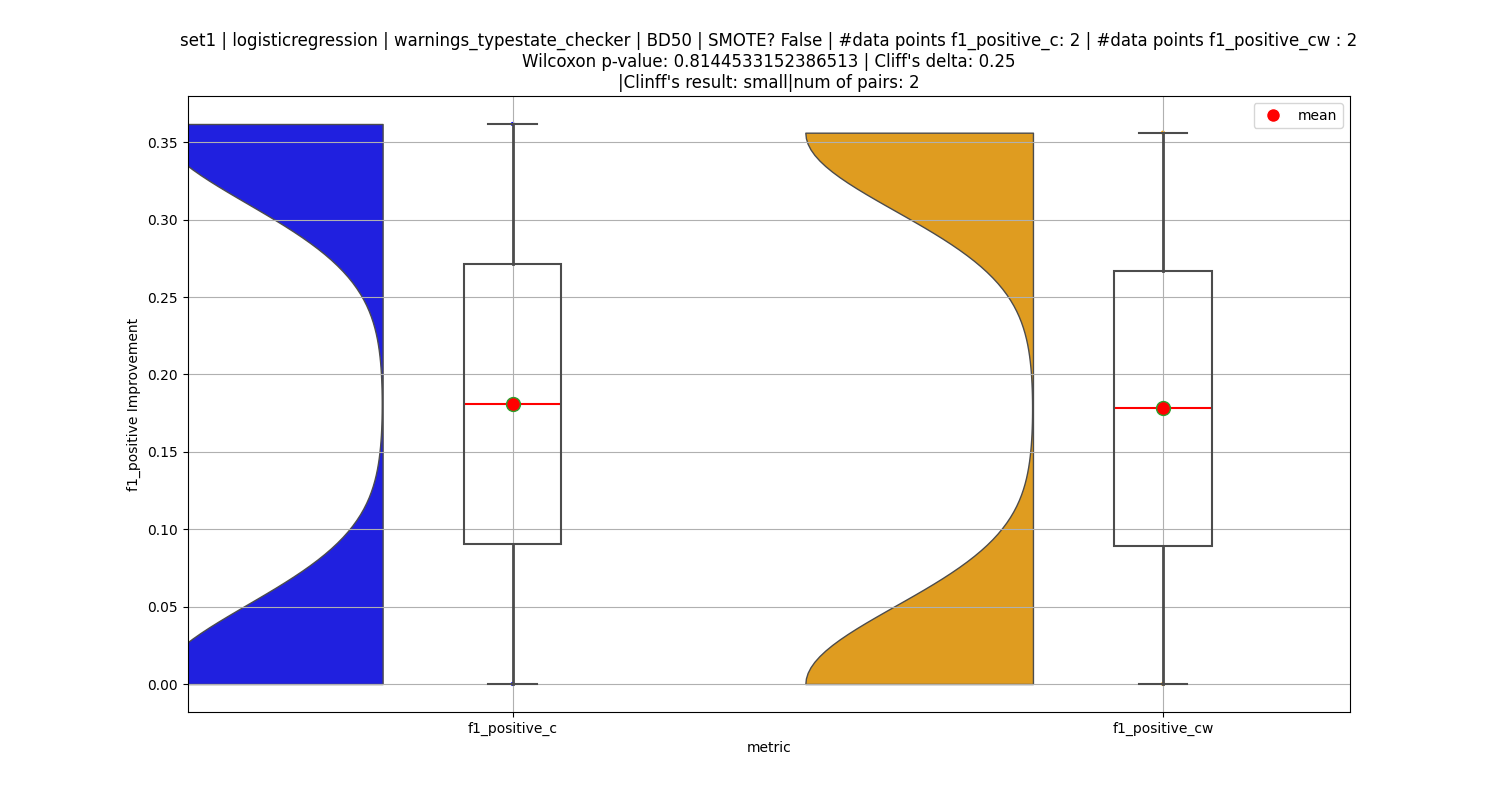 set1 | logisticregression | warnings_typestate_checker | BD50 | SMOTE? False | #data points f1_positive_c: 2 | #data points f1_positive_cw : 2
Wilcoxon p-value: 0.8144533152386513 | Cliff's delta: 0.25
|Clinff's result: small|num of pairs: 2
mean
0.35
0.30
0.25
0.20
0.15
0.10
0.05
0.00
f1_positive Improvement
f1_positive_c
f1_positive_cw
metric